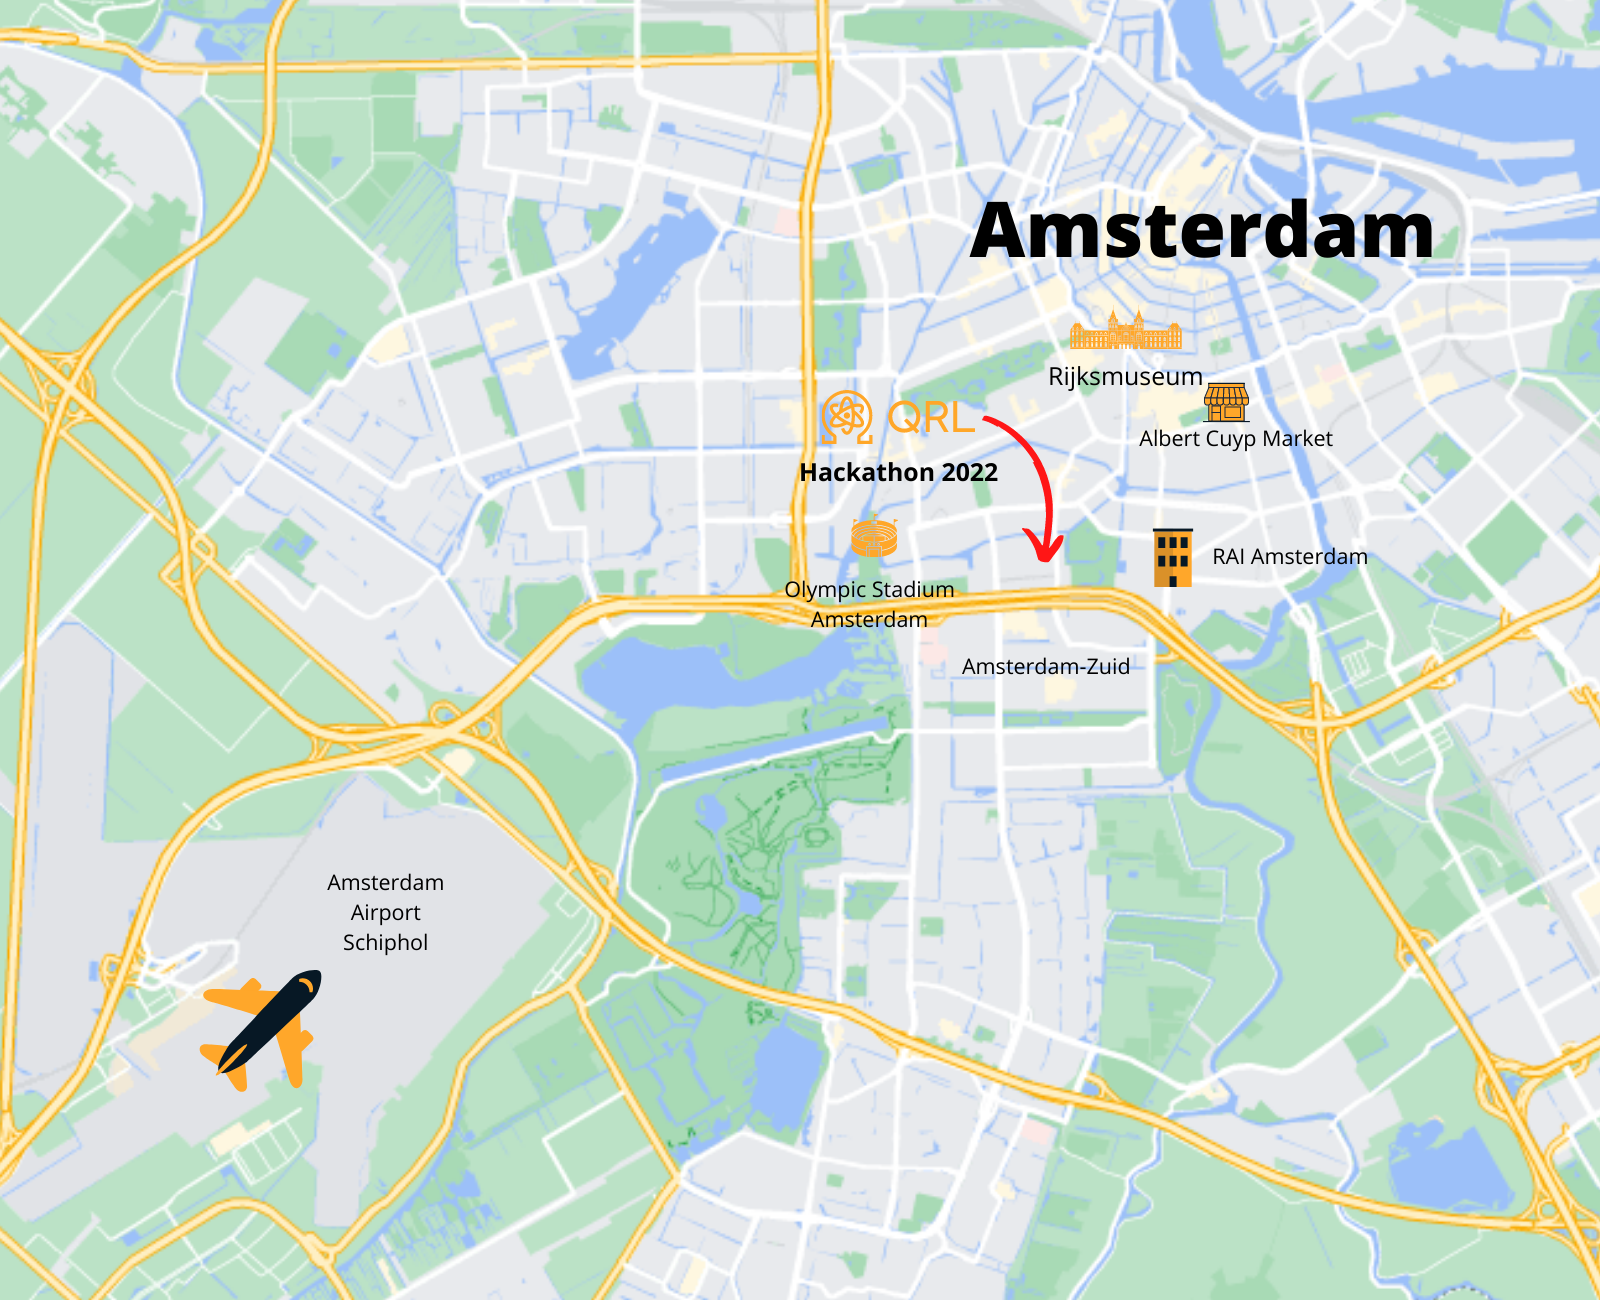 Amsterdam
Rijksmuseum
Albert Cuyp Market
QRL
Hackathon 2022
RAI Amsterdam
Olympic Stadium
Amsterdam
Amsterdam-Zuid
Amsterdam
Airport
Schiphol